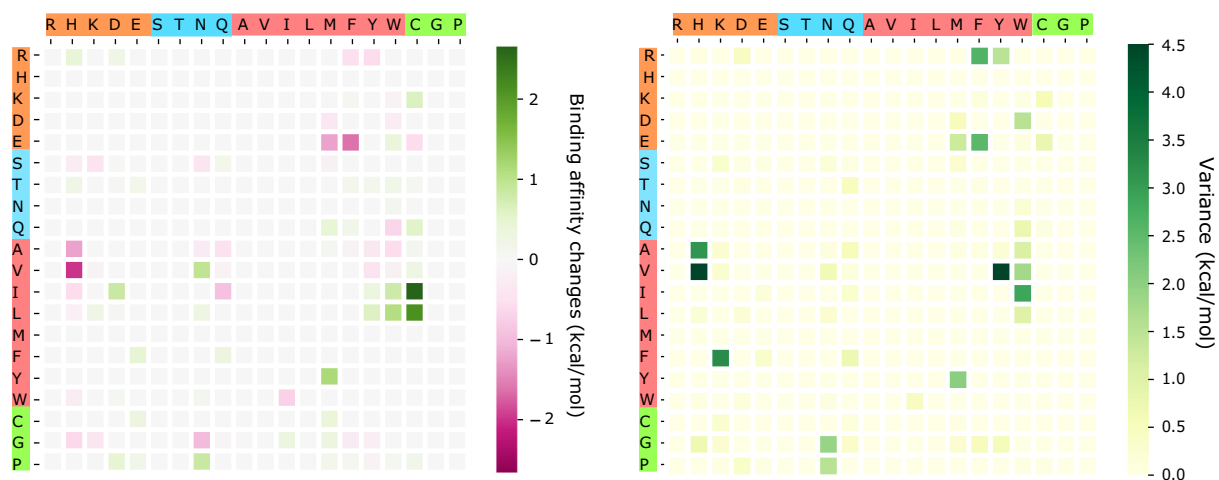 R H K D E S T N Q A V I L M F Y W C G P
R
H
K
D
E
S
T
N
Q
A
V
I
L
M
F
Y
W
C
G
P
2
1
0
−1
−2
Binding affinity changes (kcal/mol)
R H K D E S T N Q A V I L M F Y W C G P
R
H
K
D
E
S
T
N
Q
A
V
I
L
M
F
Y
W
C
G
P
4.5
4.0
3.5
3.0
2.5
2.0
1.5
1.0
0.5
0.0
Variance (kcal/mol)